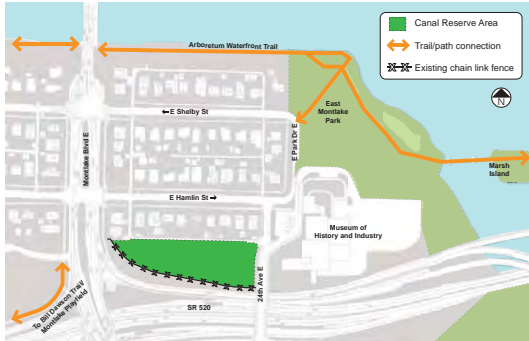 Canal Reserve Area
Trail/path connection
Existing chain link fence
N
Arboretum Waterfront Trail
E Shelby St
East
Montlake
Park
Montlake Blvd E
E Park Dr E
Marsh
Island
E Hamlin St
Museum of
History and Industry
24th Ave E
SR 520
To Bill Dawson Trail/
Montlake Playfield